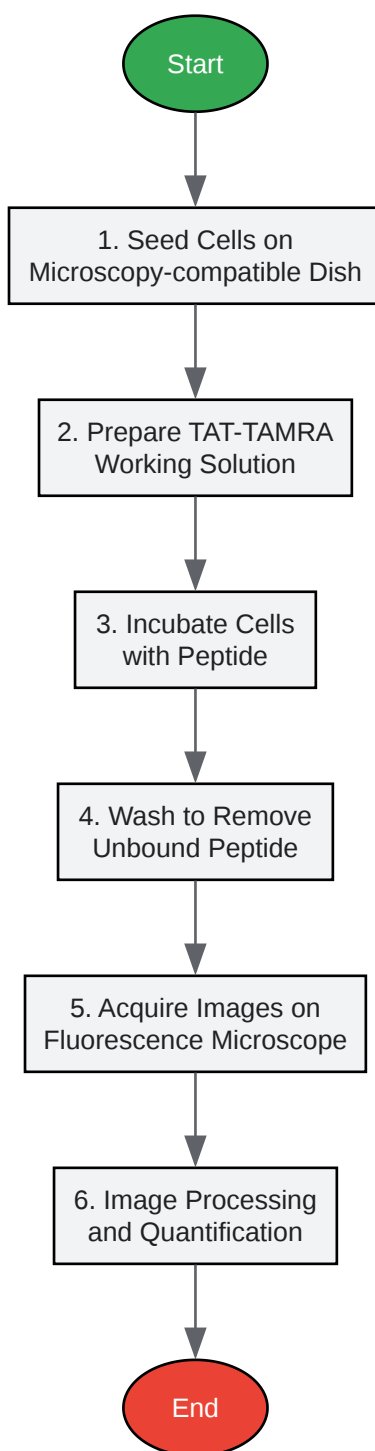 Start
1. Seed Cells on
Microscopy-compatible Dish
2. Prepare TAT-TAMRA
Working Solution
3. Incubate Cells
with Peptide
4. Wash to Remove
Unbound Peptide
5. Acquire Images on
Fluorescence Microscope
6. Image Processing
and Quantification
End